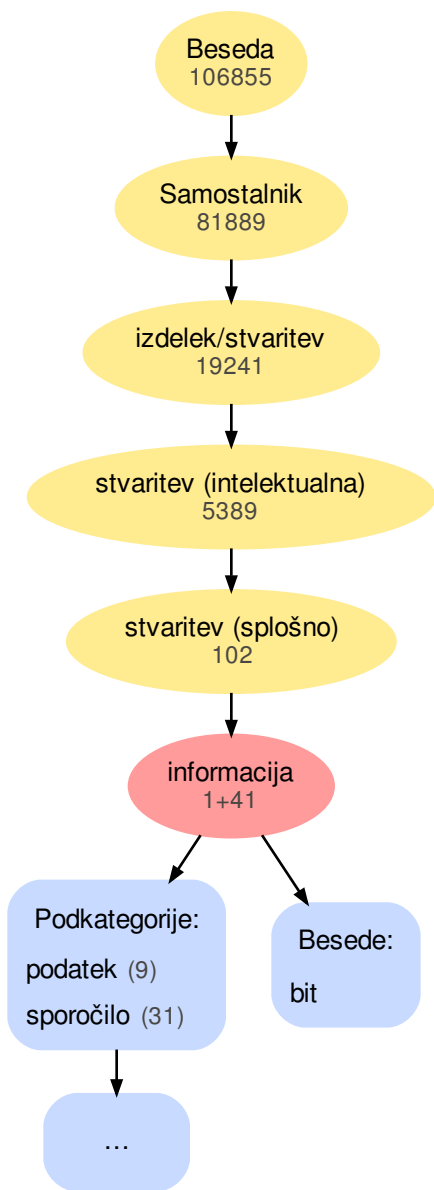 Beseda
106855
Samostalnik
81889
izdelek/stvaritev
19241
stvaritev (intelektualna)
5389
stvaritev (splošno)
102
informacija
1+41
Podkategorije:
podatek (9)
sporočilo (31)
Besede:
bit
...